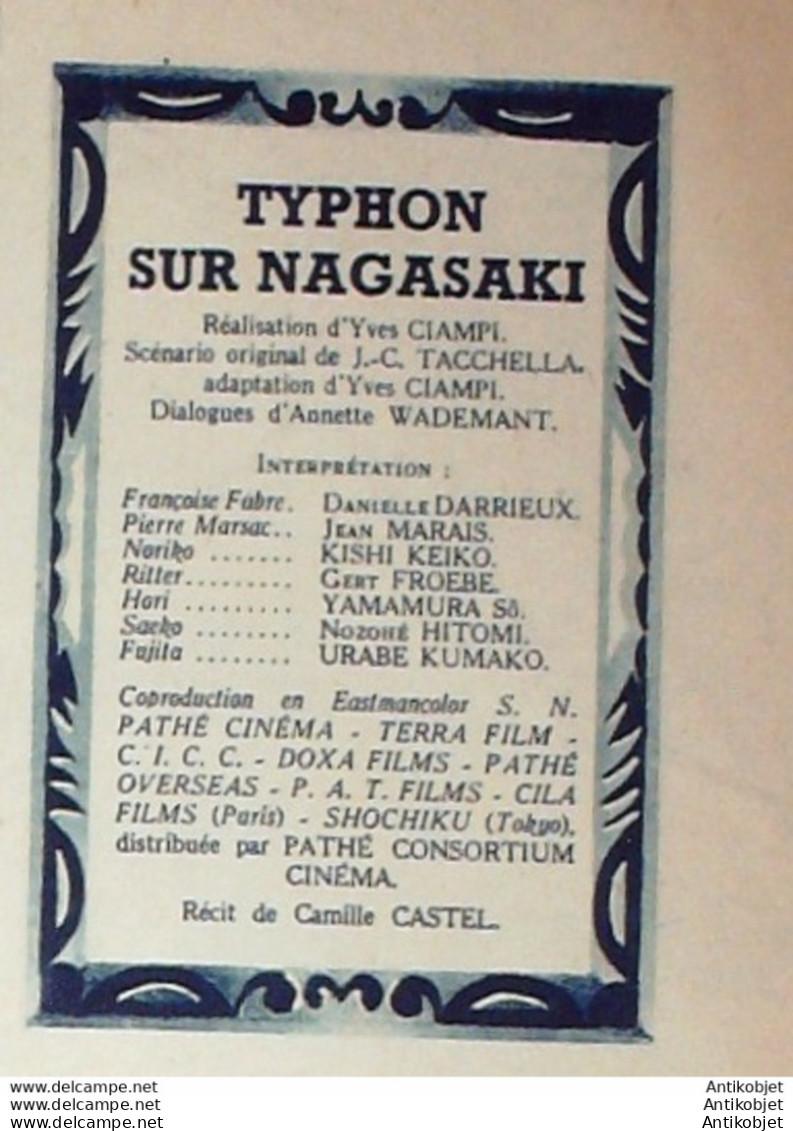 TYPHON
SUR NAGASAKI
Réalisation d'Yves CIAMPI.
Scénario original de J.-C. TACCHELLA.
adaptation d'Yves CIAMPI.
Dialogues d'Annette WADEMANT.
INTERPRÉTATION :
Françoise Fabre. DANIELLE DARRIEUX.
Pierre Marsac.. JEAN MARAIS.
Noriko ....... KISHI KEIKO.
Ritter......... GERT FROEBE.
Hori ......... YAMAMURA Sô.
Saeko ........ NOZOHÉ HITOMI.
Fujita ........ URABE KUMAKO.
Coproduction en Eastmancolor S. N.
PATHÉ CINÉMA - TERRA FILM -
C. I. C. C. - DOXA FILMS - PATHÉ
OVERSEAS - P. A. T. FILMS - CILA
FILMS (Paris) - SHOCHIKU (Tokyo),
distribuée par PATHÉ CONSORTIUM
CINÉMA.
Récit de Camille CASTEL.
www.delcampe.net Antikobjet
www.delcampe.net Antikobjet
www.delcampe.net Antikobjet